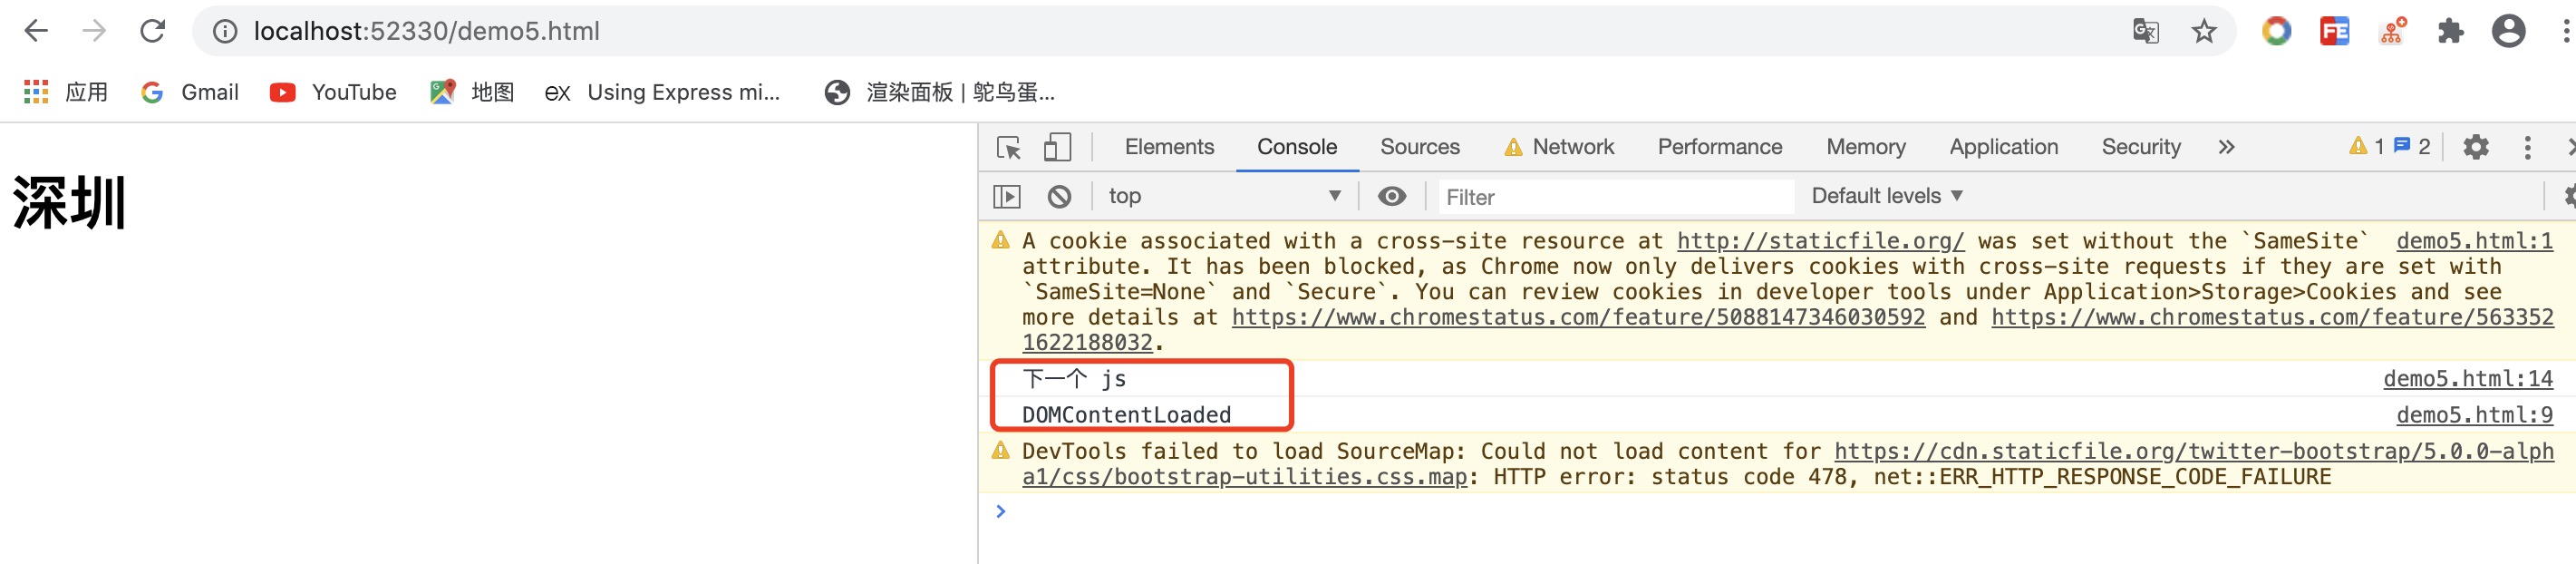 localhost:52330/demo5.html
FE
应用 Gmail YouTube 地图 ex Using Express mi... 渲染面板 | 鸵鸟蛋...
Elements Console Sources Network Performance Memory Application Security » 1 2
top Filter Default levels
深圳
A cookie associated with a cross-site resource at http://staticfile.org/ was set without the `SameSite` demo5.html:1
attribute. It has been blocked, as Chrome now only delivers cookies with cross-site requests if they are set with
`SameSite=None` and `Secure`. You can review cookies in developer tools under Application>Storage>Cookies and see
more details at https://www.chromestatus.com/feature/5088147346030592 and https://www.chromestatus.com/feature/563352
1622188032.
下一个 js demo5.html:14
DOMContentLoaded demo5.html:9
DevTools failed to load SourceMap: Could not load content for https://cdn.staticfile.org/twitter-bootstrap/5.0.0-alph
a1/css/bootstrap-utilities.css.map: HTTP error: status code 478, net::ERR_HTTP_RESPONSE_CODE_FAILURE